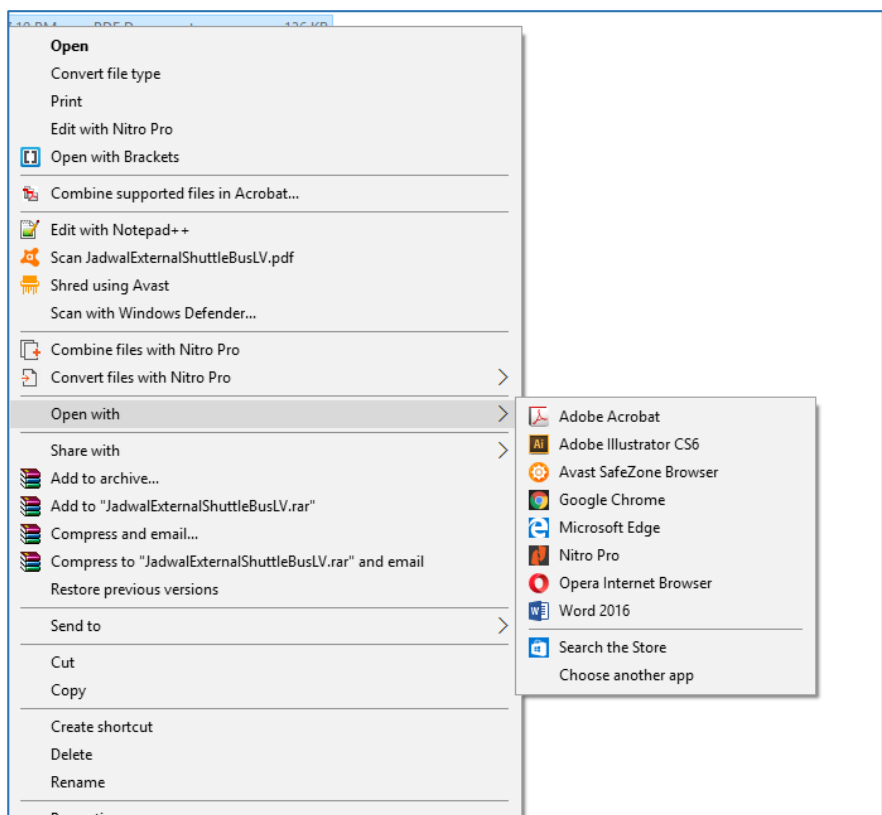 Open
Convert file type
Print
Edit with Nitro Pro
Open with Brackets
Combine supported files in Acrobat...
Edit with Notepad++
Scan JadwalExternalShuttleBusLV.pdf
Shred using Avast
Scan with Windows Defender...
Combine files with Nitro Pro
Convert files with Nitro Pro
Open with
Share with
Add to archive...
Add to "JadwalExternalShuttleBusLV.rar"
Compress and email...
Compress to "JadwalExternalShuttleBusLV.rar" and email
Restore previous versions
Send to
Cut
Copy
Create shortcut
Delete
Rename
Adobe Acrobat
Ai Adobe Illustrator CS6
Avast SafeZone Browser
Google Chrome
Microsoft Edge
Nitro Pro
Opera Internet Browser
Word 2016
Search the Store
Choose another app